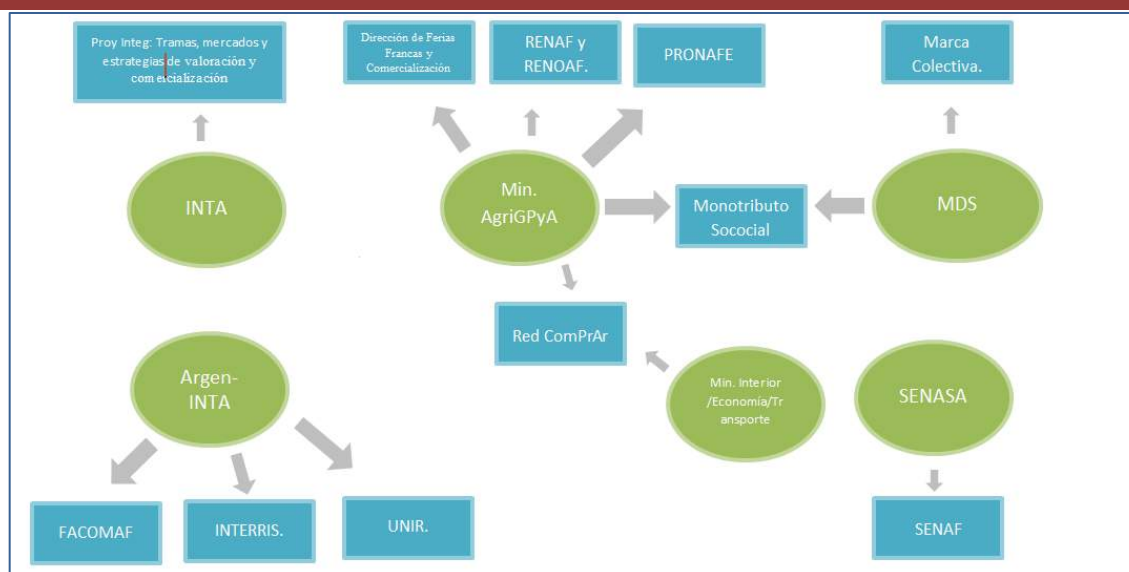 Proy Integ: Tramas, mercados y
estrategias de valoración y
comercialización
Dirección de Ferias
Francas y
Comercialización
RENAF y
RENOAF.
PRONAFE
Marca
Colectiva.
INTA
Min.
AgriGPyA
Monotributo
Sococial
MDS
Red ComPrAr
Argen-
INTA
Min. Interior
/Economía/Tr
ansporte
SENASA
FACOMAF
INTERRIS.
UNIR.
SENAF